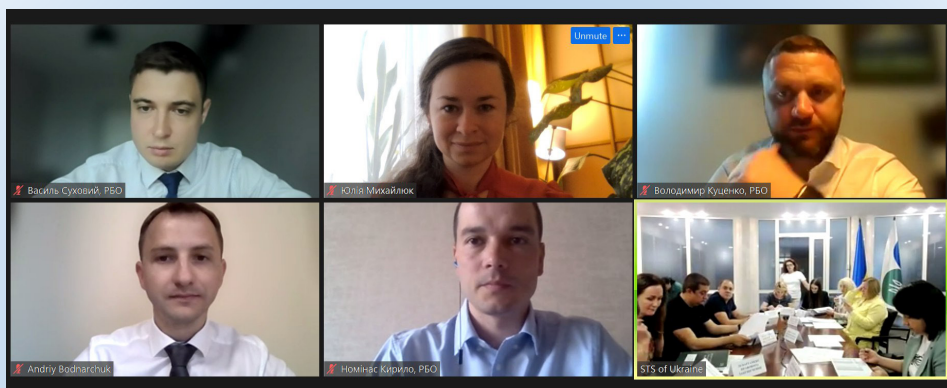 Unmute ...
Василь Суховий, РБО
Юлія Михайлюк
Володимир Куценко, РБО
Andriy Bodnarchuk
Номінас Кирило, РБО
STS of Ukraine